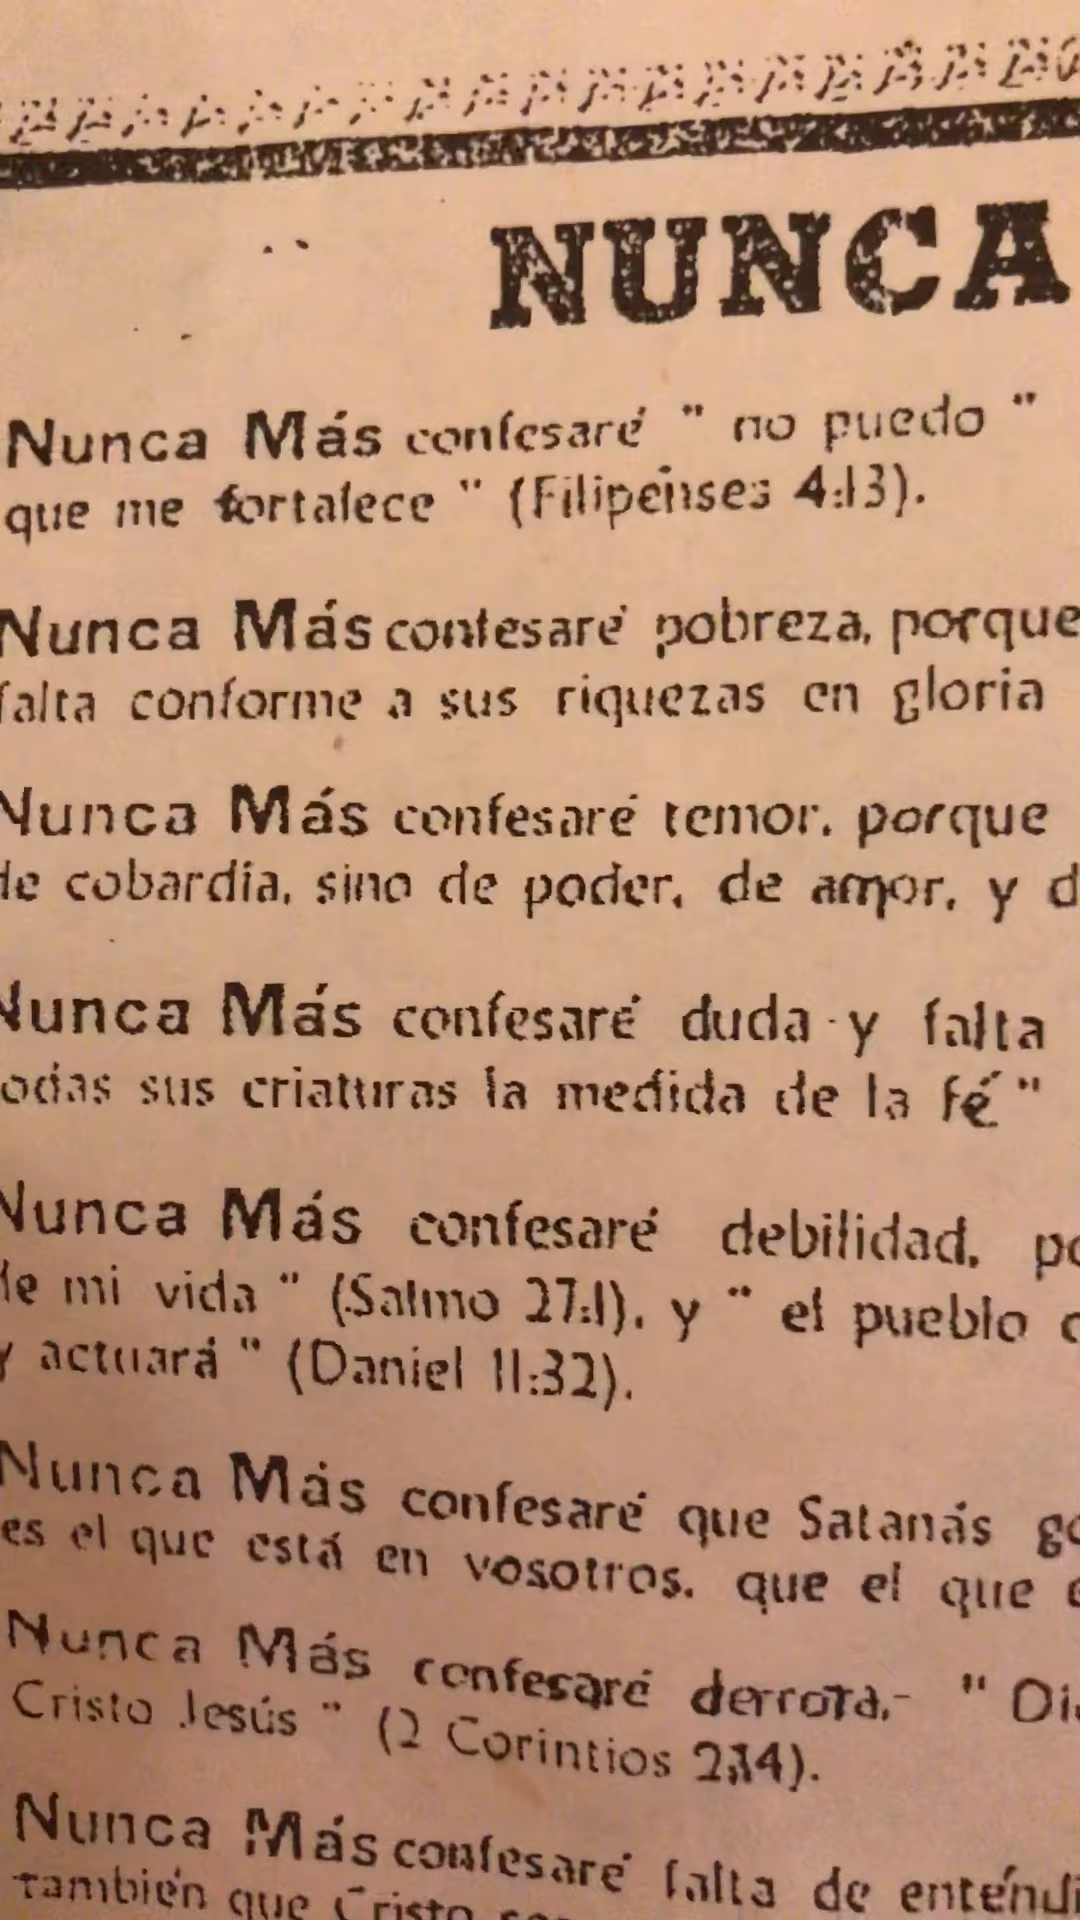 NUNCA
Nunca Más confesaré " no puedo "
que me fortalece " (Filipenses 4:13).
Nunca Más confesaré pobreza, porque
falta conforme a sus riquezas en gloria
Nunca Más confesaré temor, porque
de cobardía, sino de poder, de amor, y d
Nunca Más confesaré duda y falta
odas sus criaturas la medida de la fé "
Nunca Más confesaré debilidad, po
de mi vida " (Salmo 27:1), y " el pueblo
y actuará " (Daniel 11:32).
Nunca Más confesaré que Satanás go
es el que está en vosotros, que el que e
Nunca Más confesaré derrota, " Di
Cristo Jesús " (2 Corintios 2:14).
Nunca Más confesaré falta de entendi
también que Cristo